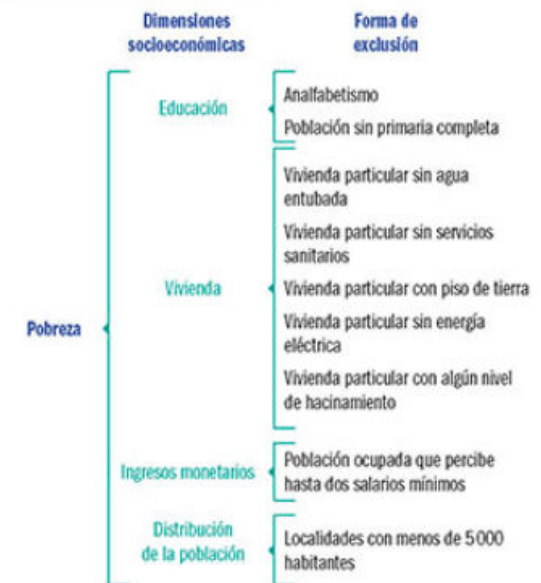 Dimensiones
socioeconómicas
Forma de
exclusión
Pobreza
Educación
Analfabetismo
Población sin primaria completa
Vivienda
Vivienda particular sin agua
entubada
Vivienda particular sin servicios
sanitarios
Vivienda particular con piso de tierra
Vivienda particular sin energía
eléctrica
Vivienda particular con algún nivel
de hacinamiento
Ingresos monetarios
Población ocupada que percibe
hasta dos salarios mínimos
Distribución
de la población
Localidades con menos de 5 000
habitantes